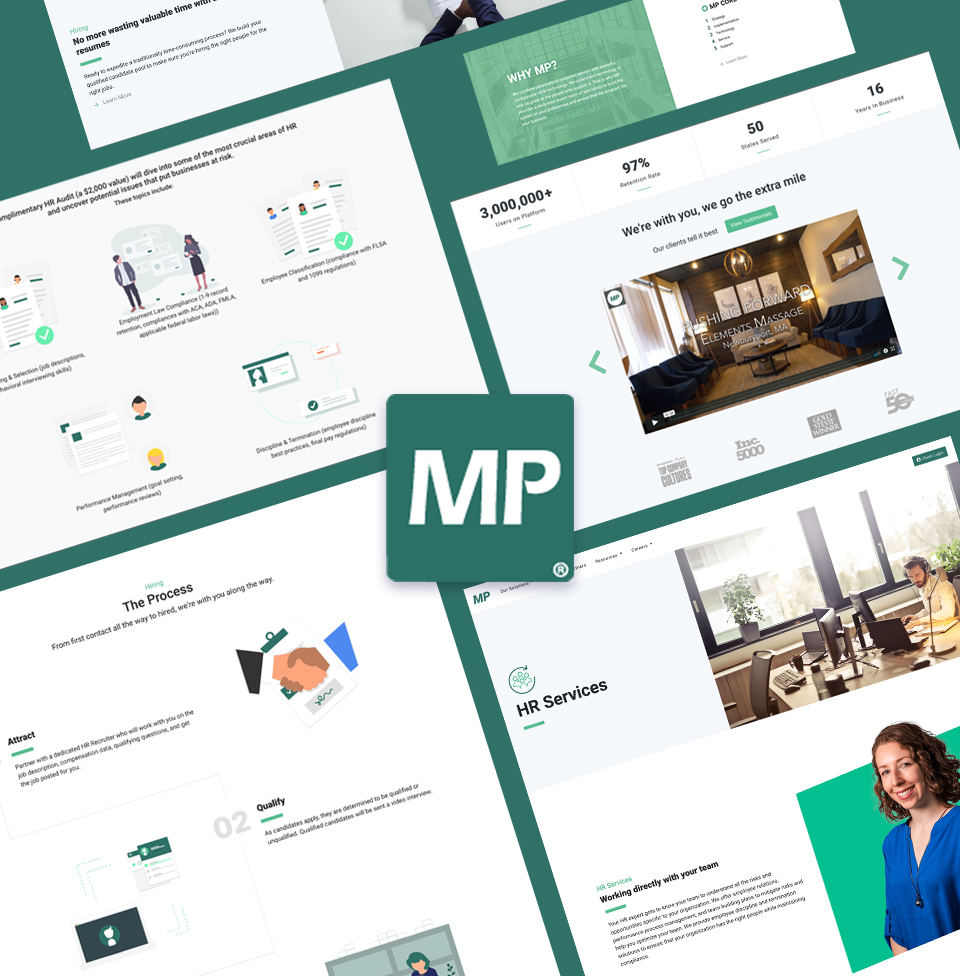 Hiring
No more wasting valuable time with
resumes
Ready to expedite a traditionally time-consuming process? We build your
qualified candidate pool to make sure you're hiring the right people for the
right jobs.
Learn More
WHY MP?
MP CORE
1 Strategy
2 Implementation
3 Technology
4 Service
5 Support
Learn More
3,000,000+
Users on Platform
97%
Retention Rate
50
States Served
16
Years In Business
We're with you, we go the extra mile
Our clients tell it best
View Testimonials
MP
PUSHING FORWARD
ELEMENTS MASSAGE
Newburyport, MA
TOP COMPANY
CULTURES
Inc.
5000
GOLD
STEVIE
WINNER
FAST
50
omplimentary HR Audit (a $2,000 value) will dive into some of the most crucial areas of HR
and uncover potential issues that put businesses at risk.
These topics include:
ng & Selection (job descriptions,
havioral interviewing skills)
Employment Law Compliance (1-9 record
retention, compliances with ACA, ADA, FMLA,
applicable federal labor laws))
Employee Classification (compliance with FLSA
and 1099 regulations)
Performance Management (goal setting,
performance reviews)
Discipline & Termination (employee discipline
best practices, final pay regulations)
MP
®
Hiring
The Process
From first contact all the way to hired, we're with you along the way.
Attract
Partner with a dedicated HR Recruiter who will work with you on the
job description, compensation data, qualifying questions, and get
the job posted for you.
02
Qualify
As candidates apply, they are determined to be qualified or
unqualified. Qualified candidates will be sent a video interview.
Client Login
MP
Our Solutions
Resources
Careers
HR Services
HR Services
Working directly with your team
Your HR expert gets to know your team to understand all the risks and
opportunities specific to your organization. We offer employee relations,
performance process management, and team-building plans to mitigate risks and
help you optimize your team. We provide employee discipline and termination
solutions to ensure that your organization has the right people while maintaining
compliance.